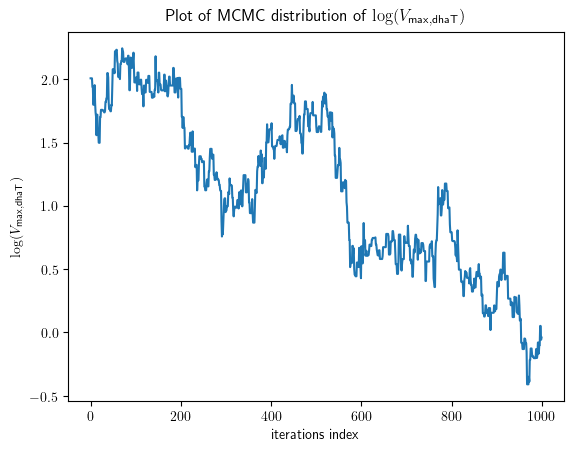 Plot of MCMC distribution of log(V_max,dhaT)
log(V_max,dhaT)
2.0
1.5
1.0
0.5
0.0
−0.5
0 200 400 600 800 1000
iterations index